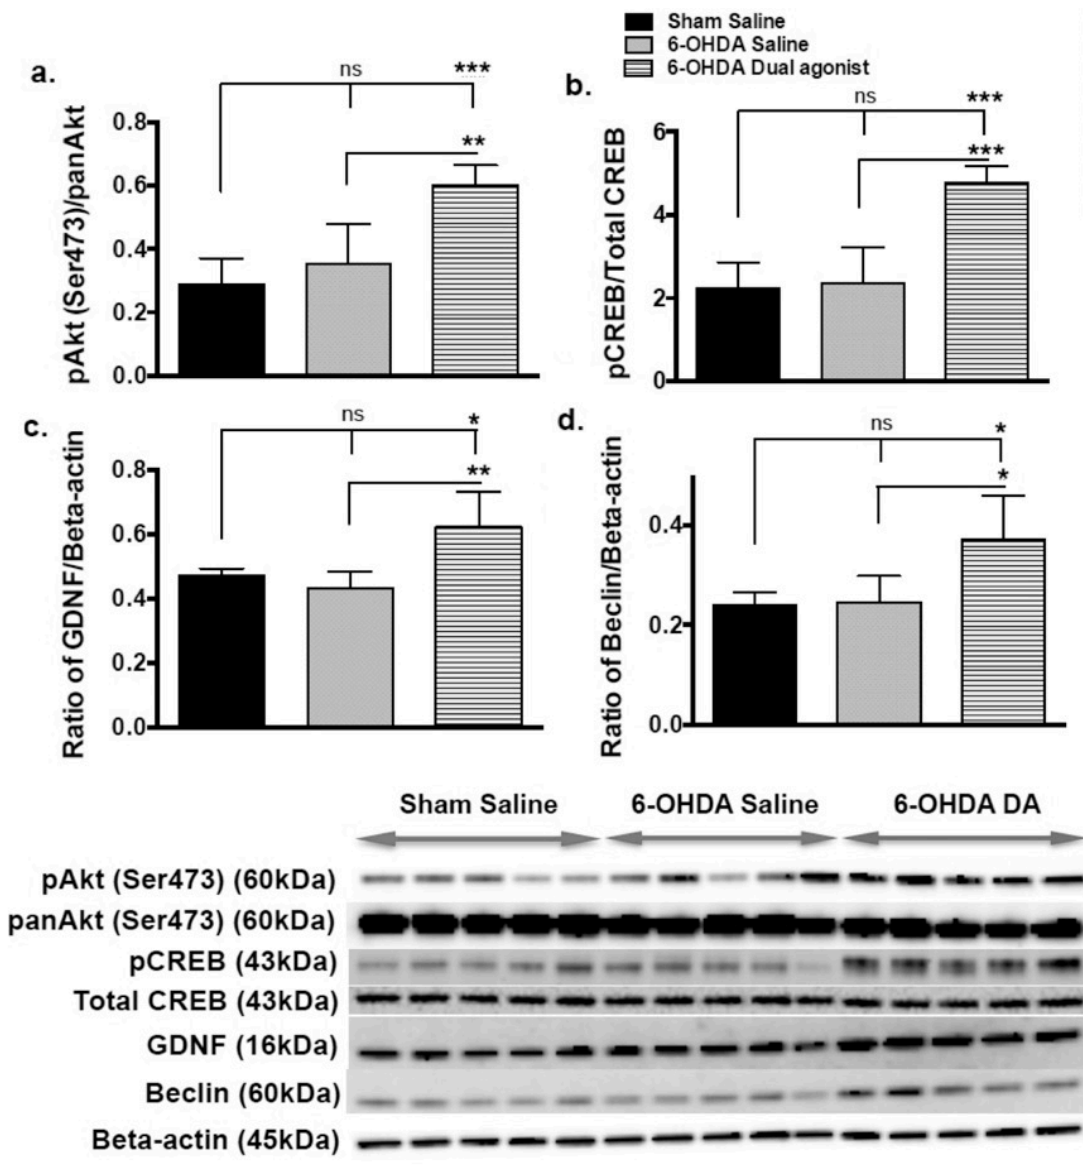 Sham Saline
6-OHDA Saline
6-OHDA Dual agonist
a.
ns
***
**
pAkt (Ser473)/panAkt
0.8
0.6
0.4
0.2
0.0
b.
ns
***
***
pCREB/Total CREB
6
4
2
0
c.
ns
*
**
Ratio of GDNF/Beta-actin
0.8
0.6
0.4
0.2
0.0
d.
ns
*
*
Ratio of Beclin/Beta-actin
0.4
0.2
0.0
Sham Saline 6-OHDA Saline 6-OHDA DA
pAkt (Ser473) (60kDa)
panAkt (Ser473) (60kDa)
pCREB (43kDa)
Total CREB (43kDa)
GDNF (16kDa)
Beclin (60kDa)
Beta-actin (45kDa)